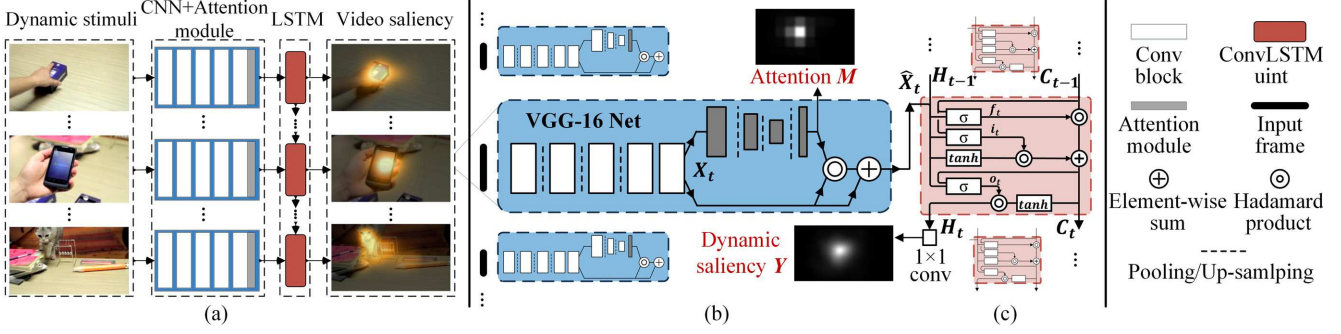 Dynamic stimuli
CNN+Attention
module
LSTM
Video saliency
(a)
VGG-16 Net
X_t
Attention M
Dynamic
saliency Y
(b)
X̂_t
H_{t-1}
C_{t-1}
σ
f_t
σ
i_t
tanh
σ
o_t
tanh
H_t
C_t
1×1
conv
(c)
Conv
block
ConvLSTM
uint
Attention
module
Input
frame
Element-wise
sum
Hadamard
product
Pooling/Up-samlping